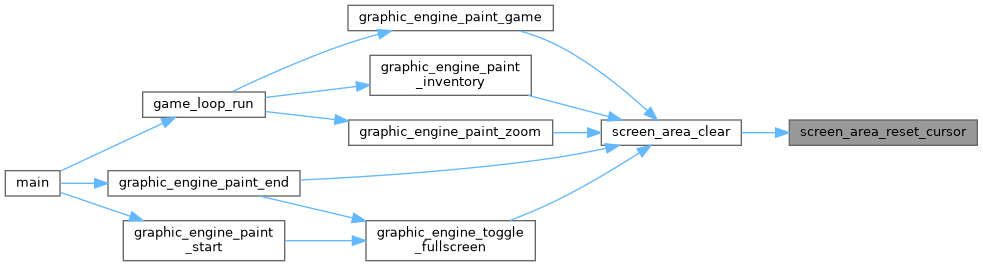 graphic_engine_paint_game
graphic_engine_paint
_inventory
game_loop_run
graphic_engine_paint_zoom
screen_area_clear
screen_area_reset_cursor
main
graphic_engine_paint_end
graphic_engine_paint
_start
graphic_engine_toggle
_fullscreen